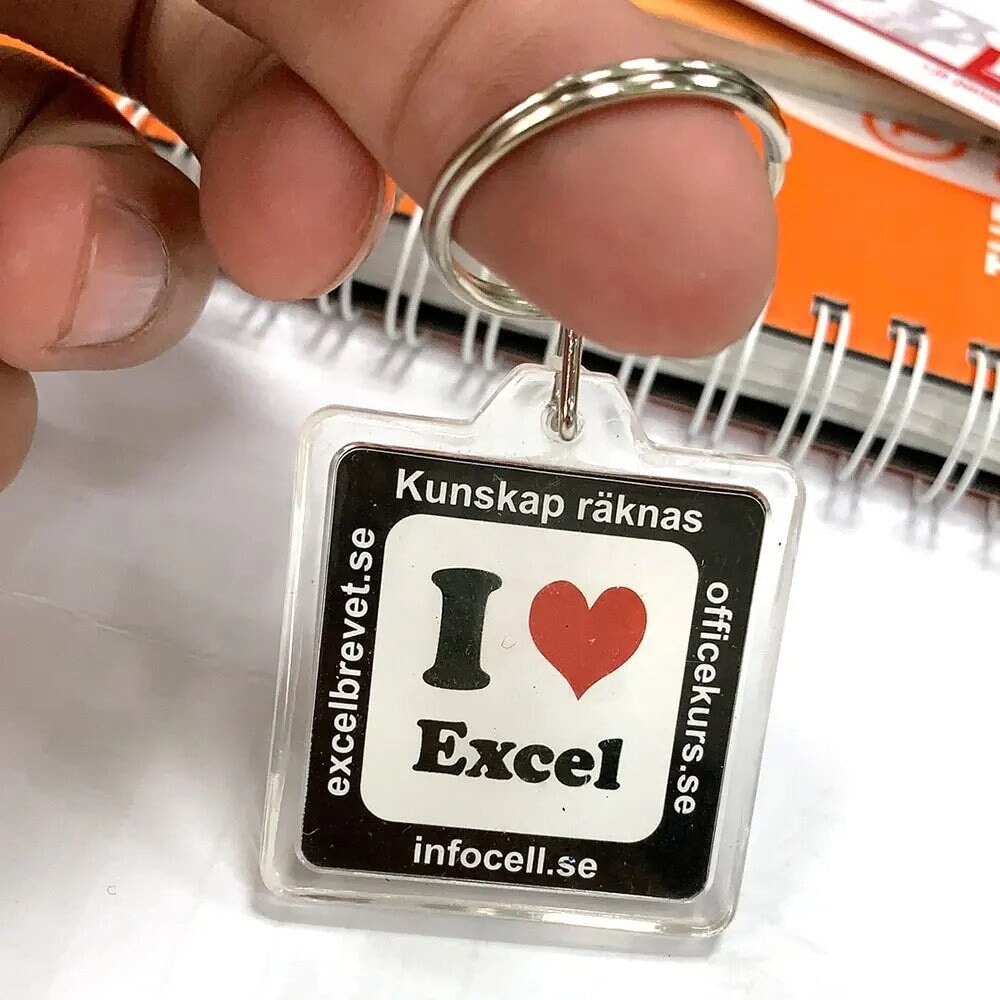 Kunskap räknas
excelbrevet.se
I ❤
Excel
officekurs.se
infocell.se